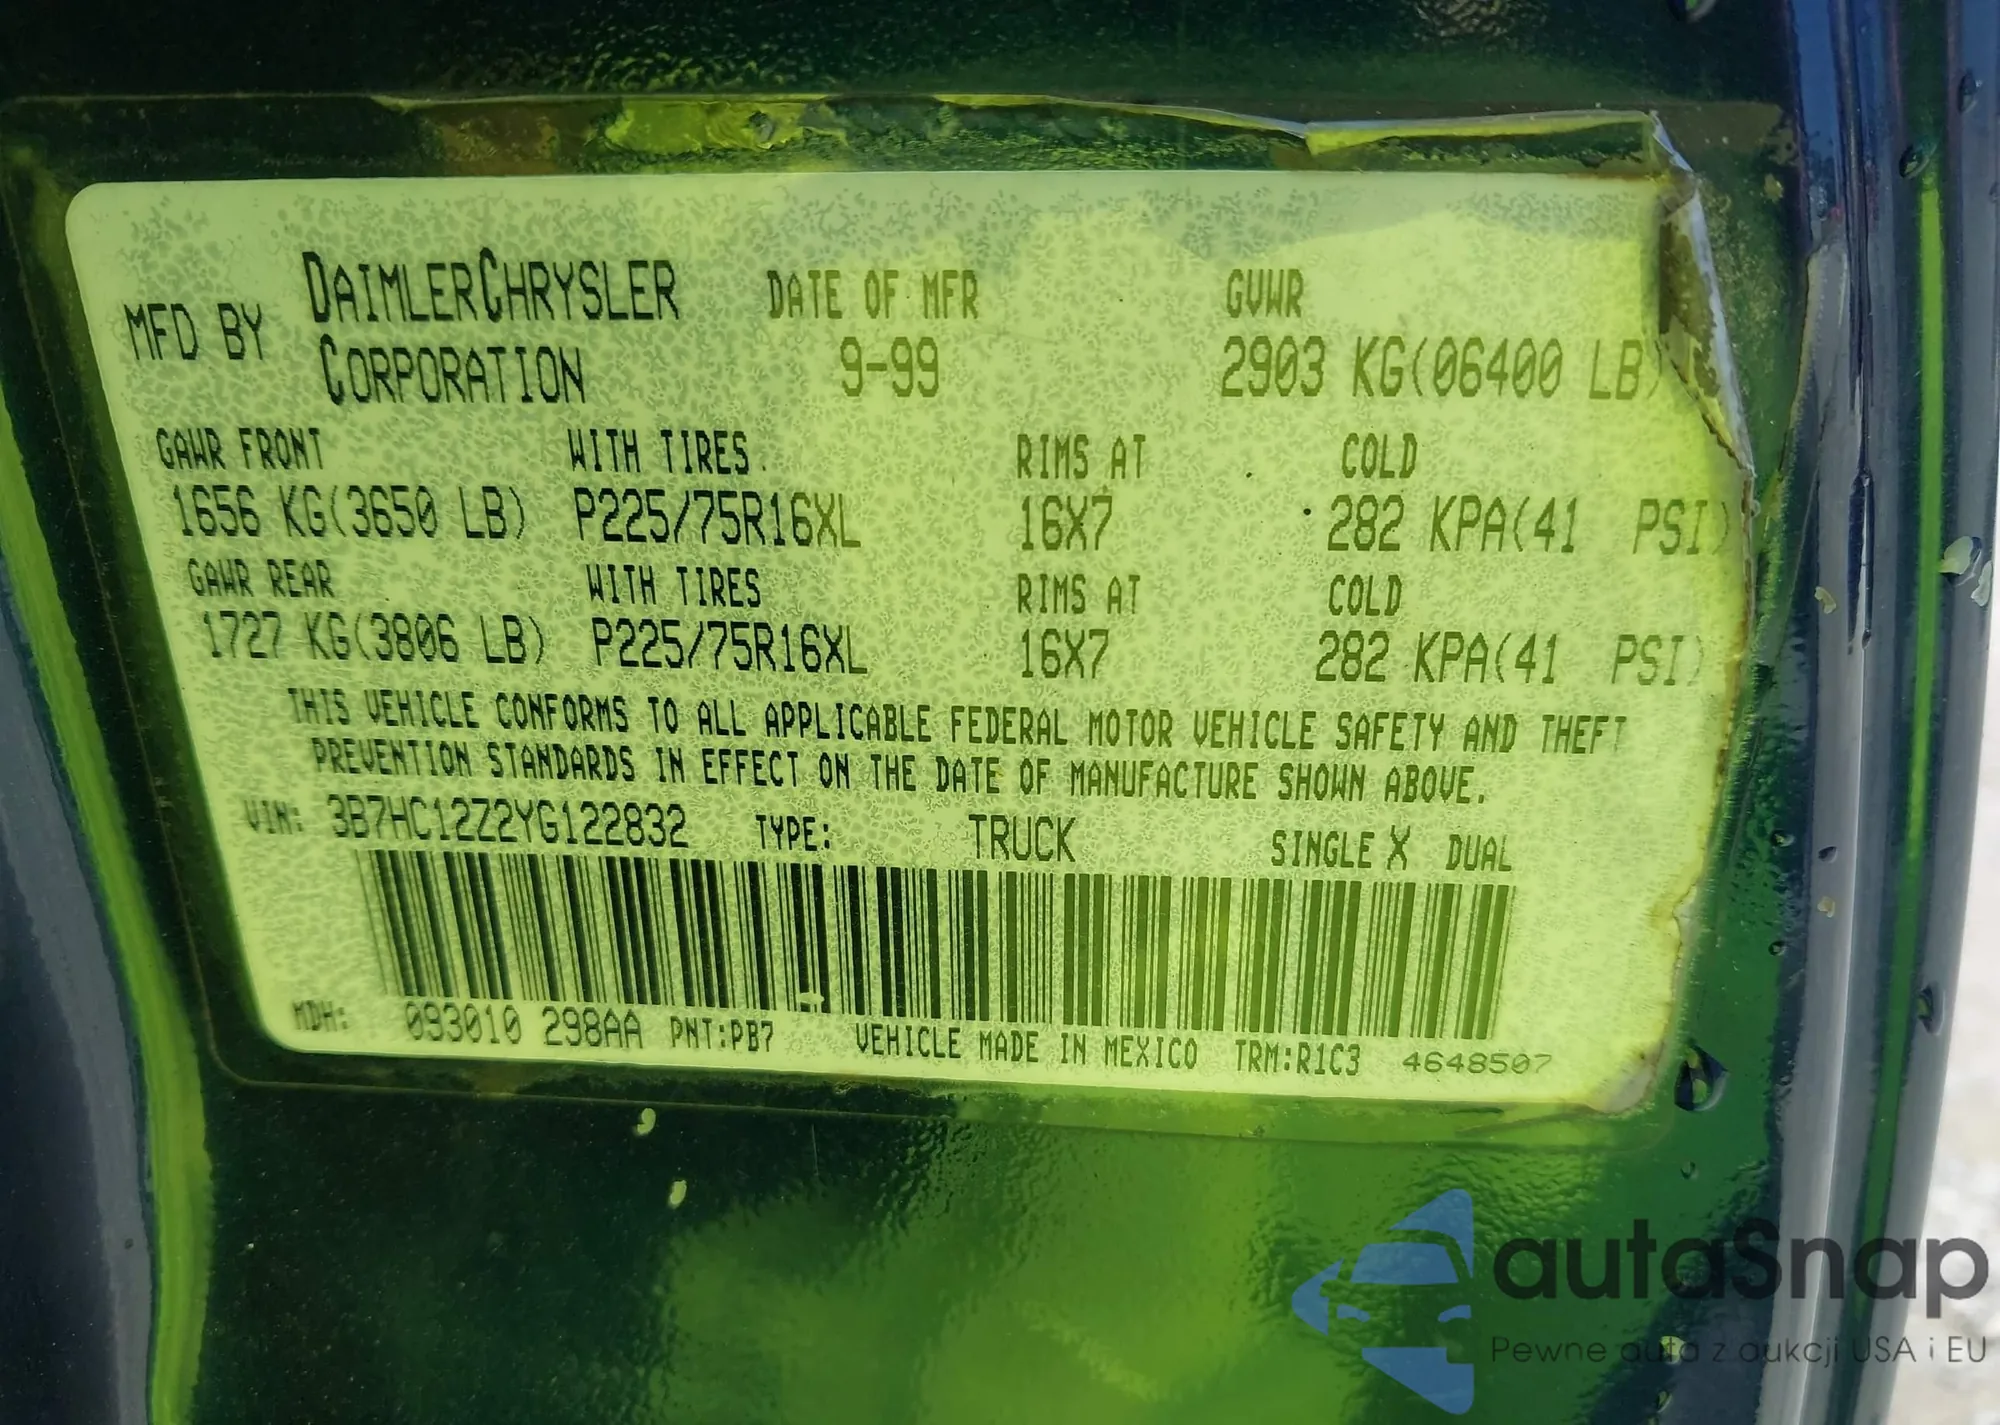 MFD BY DAIMLERCHRYSLER CORPORATION DATE OF MFR 9-99 GVWR 2903 KG(06400 LB)
GAWR FRONT WITH TIRES RIMS AT COLD
1656 KG(3650 LB) P225/75R16XL 16X7 282 KPA(41 PSI)
GAWR REAR WITH TIRES RIMS AT COLD
1727 KG(3806 LB) P225/75R16XL 16X7 282 KPA(41 PSI)
THIS VEHICLE CONFORMS TO ALL APPLICABLE FEDERAL MOTOR VEHICLE SAFETY AND THEFT
PREVENTION STANDARDS IN EFFECT ON THE DATE OF MANUFACTURE SHOWN ABOVE.
VIN: 3B7HC12Z2YG122832 TYPE: TRUCK SINGLE X DUAL
MDH: 093010 298AA PNT:PB7 VEHICLE MADE IN MEXICO TRM:R1C3 4648507
autaSnap
Pewne auta z aukcji USA i EU